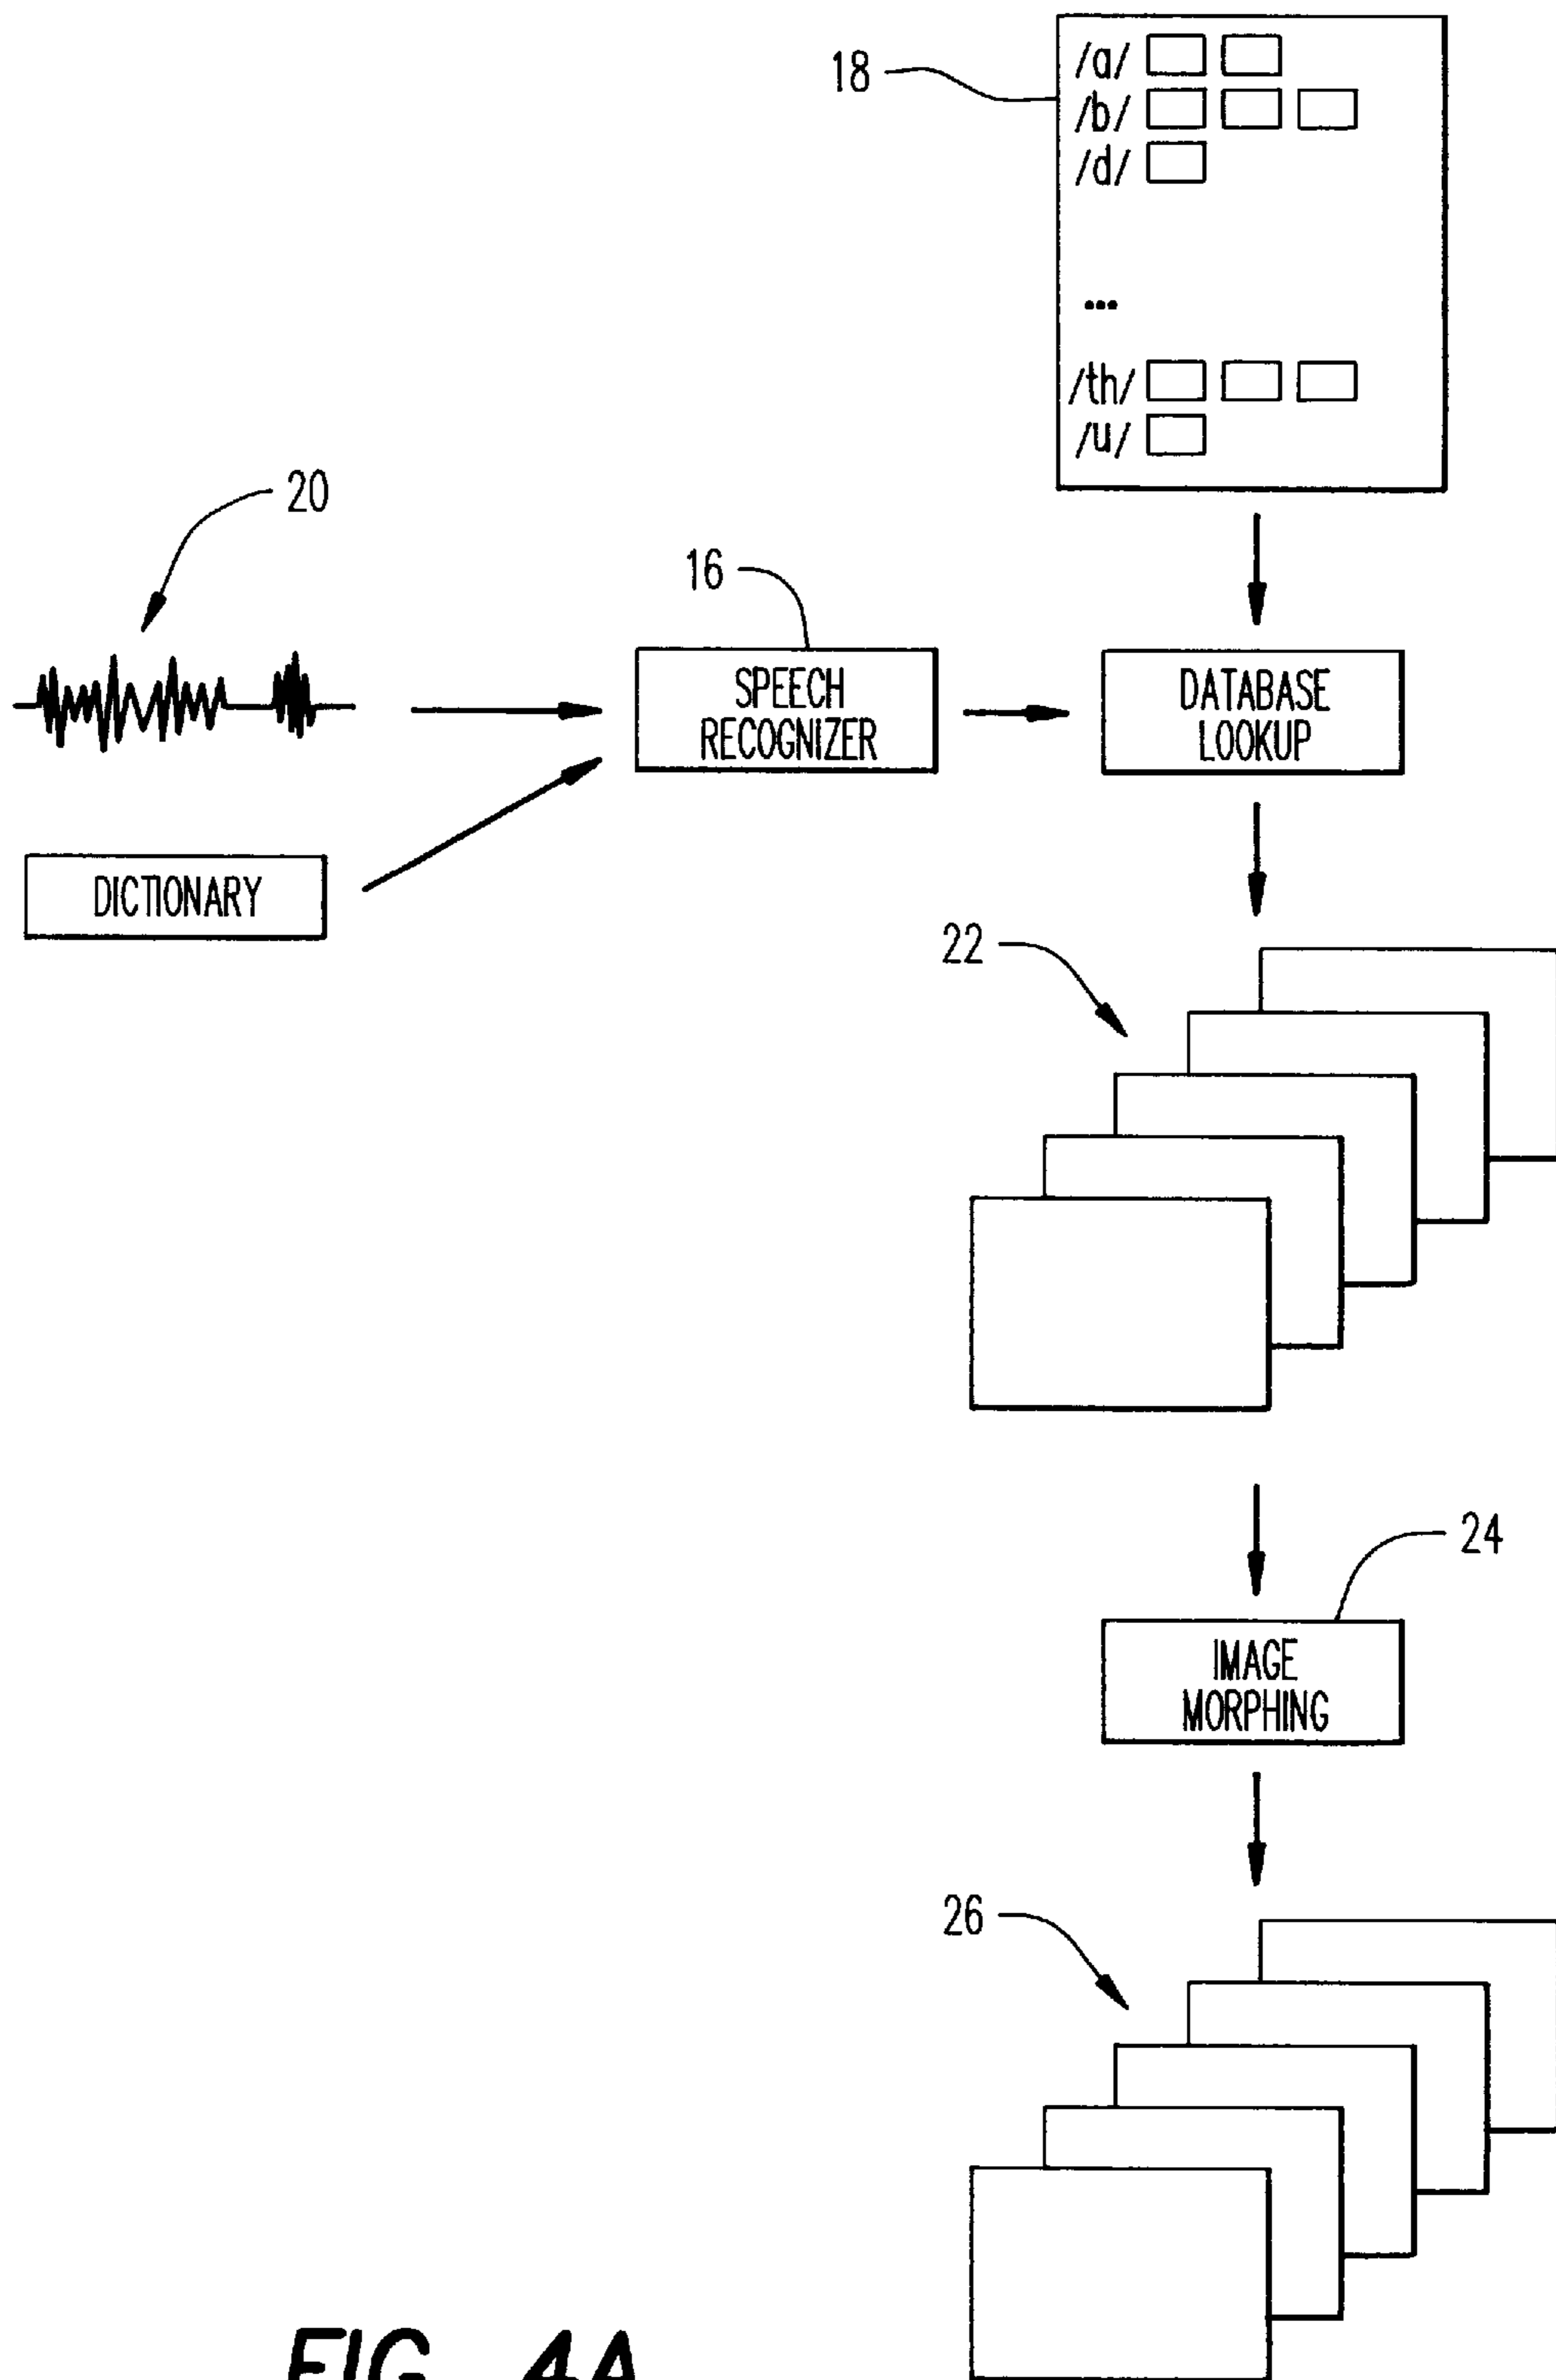 18
/a/
/b/
/d/
...
/th/
/u/
20
16
SPEECH
RECOGNIZER
DATABASE
LOOKUP
DICTIONARY
22
24
IMAGE
MORPHING
26
FIG. 4A